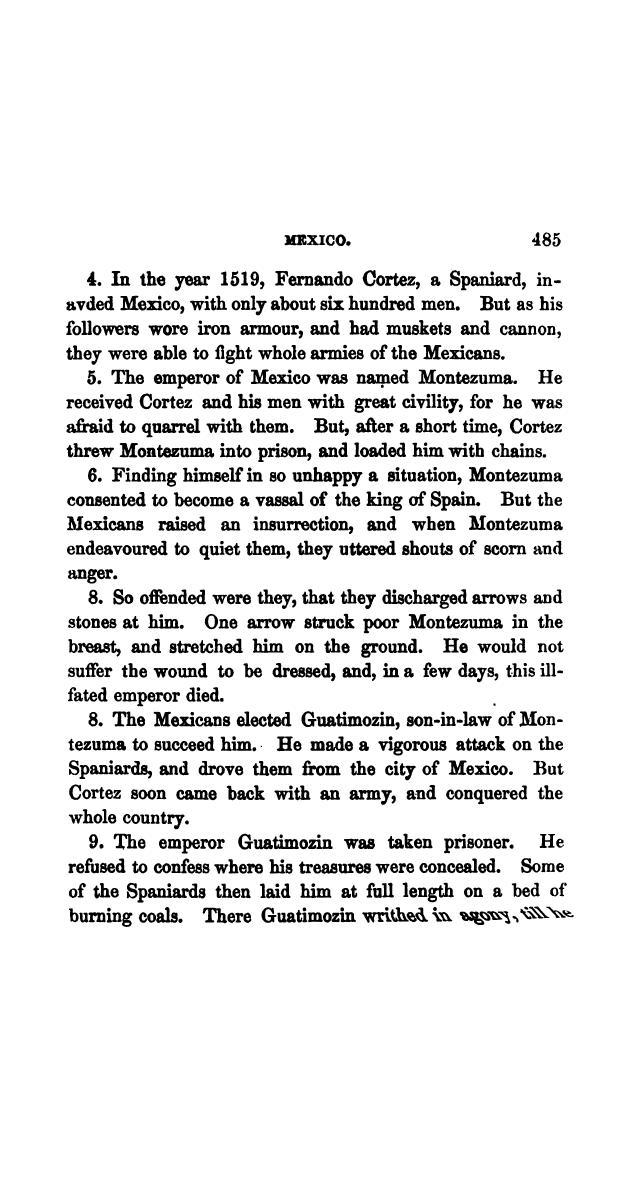 MEXICO. 485
4. In the year 1519, Fernando Cortez, a Spaniard, in-
avded Mexico, with only about six hundred men. But as his
followers wore iron armour, and had muskets and cannon,
they were able to fight whole armies of the Mexicans.
5. The emperor of Mexico was named Montezuma. He
received Cortez and his men with great civility, for he was
afraid to quarrel with them. But, after a short time, Cortez
threw Montezuma into prison, and loaded him with chains.
6. Finding himself in so unhappy a situation, Montezuma
consented to become a vassal of the king of Spain. But the
Mexicans raised an insurrection, and when Montezuma
endeavoured to quiet them, they uttered shouts of scorn and
anger.
8. So offended were they, that they discharged arrows and
stones at him. One arrow struck poor Montezuma in the
breast, and stretched him on the ground. He would not
suffer the wound to be dressed, and, in a few days, this ill-
fated emperor died.
8. The Mexicans elected Guatimozin, son-in-law of Mon-
tezuma to succeed him. He made a vigorous attack on the
Spaniards, and drove them from the city of Mexico. But
Cortez soon came back with an army, and conquered the
whole country.
9. The emperor Guatimozin was taken prisoner. He
refused to confess where his treasures were concealed. Some
of the Spaniards then laid him at full length on a bed of
burning coals. There Guatimozin writhed in agony, till he